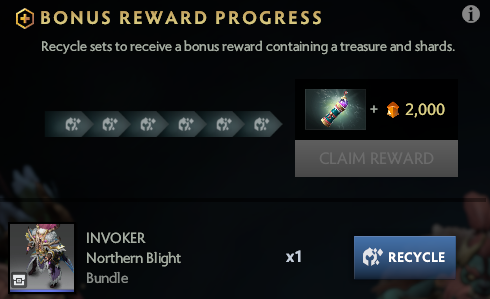 BONUS REWARD PROGRESS
Recycle sets to receive a bonus reward containing a treasure and shards.
+ 2,000
CLAIM REWARD
INVOKER
Northern Blight
Bundle
x1
RECYCLE